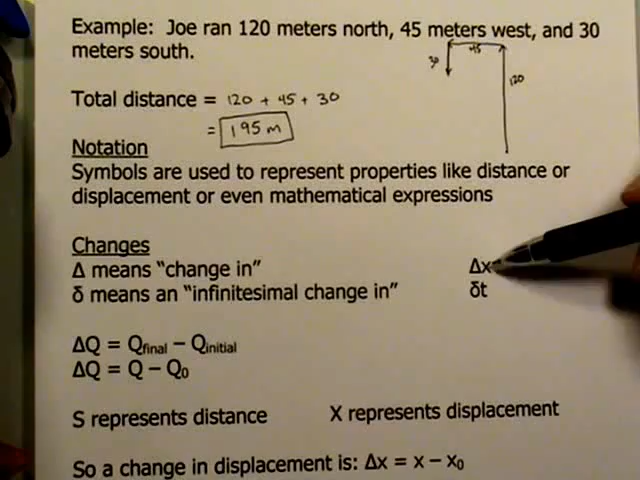 Example: Joe ran 120 meters north, 45 meters west, and 30
meters south.
45
30
120
Total distance = 120 + 45 + 30
= 195 m
Notation
Symbols are used to represent properties like distance or
displacement or even mathematical expressions
Changes
Δ means “change in”
Δx
δ means an “infinitesimal change in”
δt
ΔQ = Qfinal – Qinitial
ΔQ = Q – Q0
S represents distance
X represents displacement
So a change in displacement is: Δx = x – x0